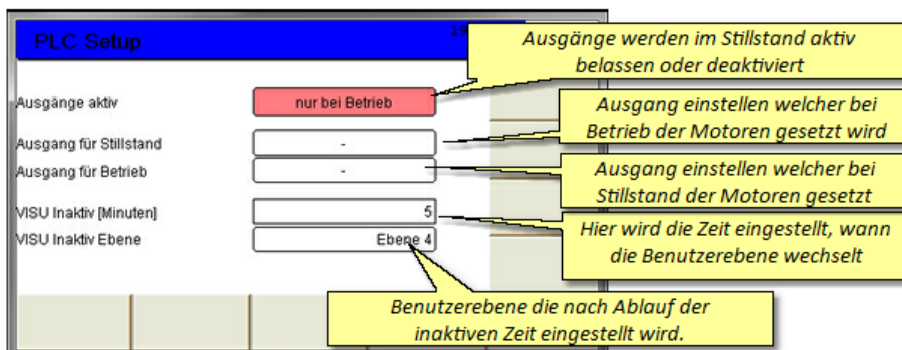 PLC Setup
19
Ausgänge werden im Stillstand aktiv
belassen oder deaktiviert
Ausgänge aktiv
nur bei Betrieb
Ausgang einstellen welcher bei
Betrieb der Motoren gesetzt wird
Ausgang für Stillstand
-
Ausgang für Betrieb
-
Ausgang einstellen welcher bei
Stillstand der Motoren gesetzt
VISU Inaktiv [Minuten]
5
VISU Inaktiv Ebene
Ebene 4
Hier wird die Zeit eingestellt, wann
die Benutzerebene wechselt
Benutzerebene die nach Ablauf der
inaktiven Zeit eingestellt wird.